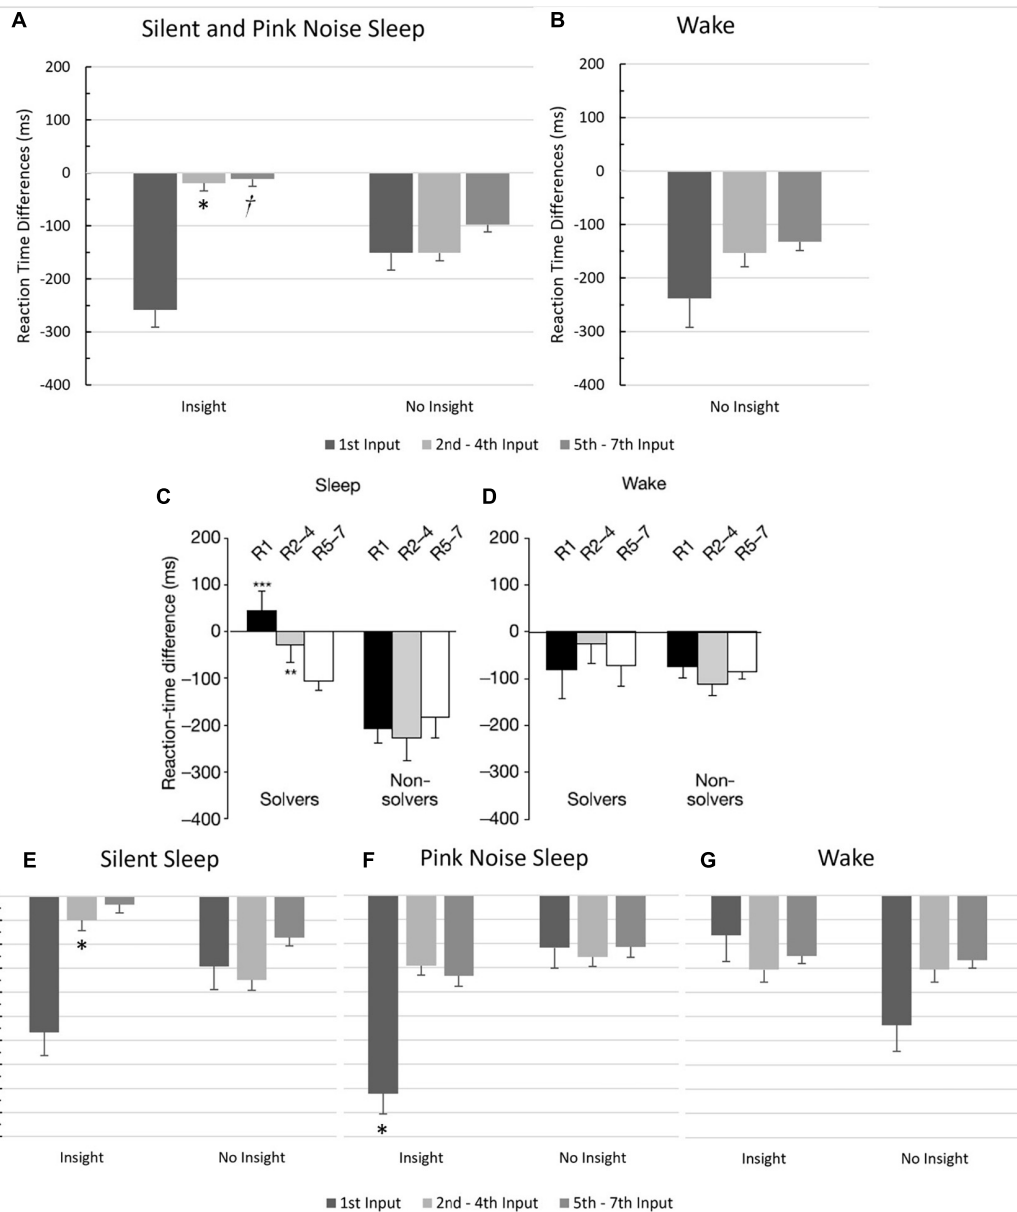 A
Silent and Pink Noise Sleep
200
100
0
-100
-200
-300
-400
Reaction Time Differences (ms)
*
†
Insight
No Insight
B
Wake
200
100
0
-100
-200
-300
-400
Reaction Time Differences (ms)
No Insight
1st Input
2nd - 4th Input
5th - 7th Input
C
Sleep
200
100
0
–100
–200
–300
–400
Reaction-time difference (ms)
R1
R2–4
R5–7
R1
R2–4
R5–7
***
**
Solvers
Non-
solvers
D
Wake
200
100
0
–100
–200
–300
–400
R1
R2–4
R5–7
R1
R2–4
R5–7
Solvers
Non-
solvers
E
Silent Sleep
*
Insight
No Insight
F
Pink Noise Sleep
*
Insight
No Insight
G
Wake
Insight
No Insight
1st Input
2nd - 4th Input
5th - 7th Input